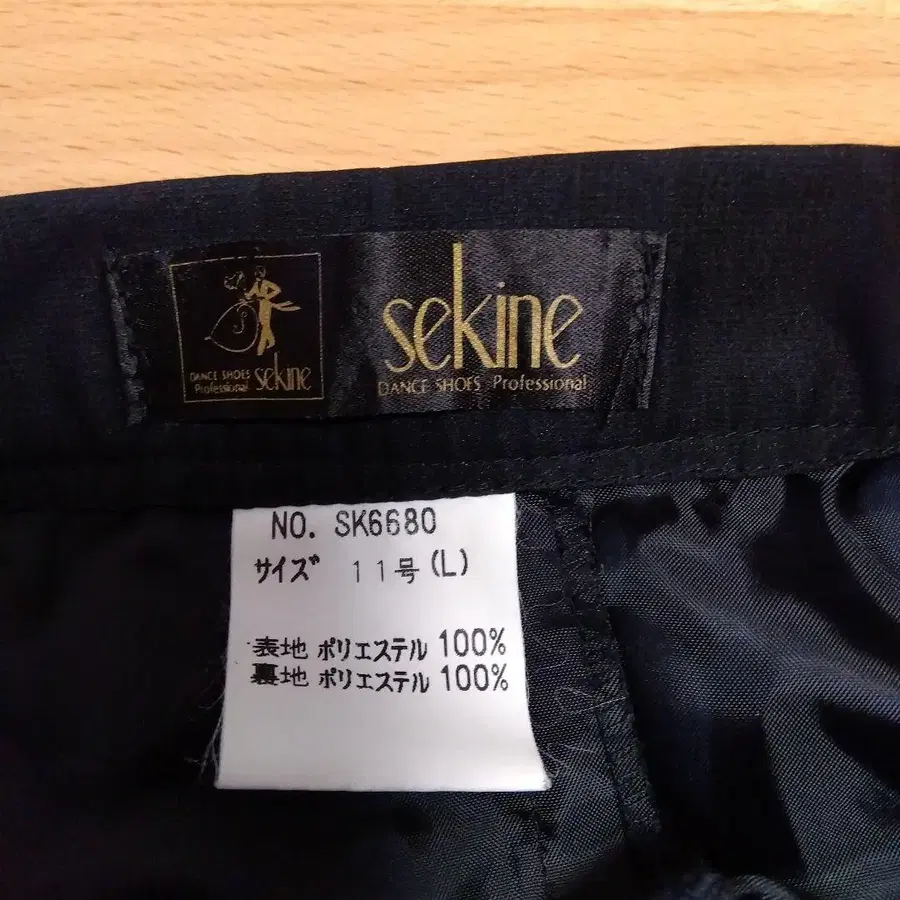 DANCE SHOES
Professional sekine
sekine
DANCE SHOES Professional
NO. SK6680
サイズ 11号(L)
表地 ポリエステル 100%
裏地 ポリエステル 100%